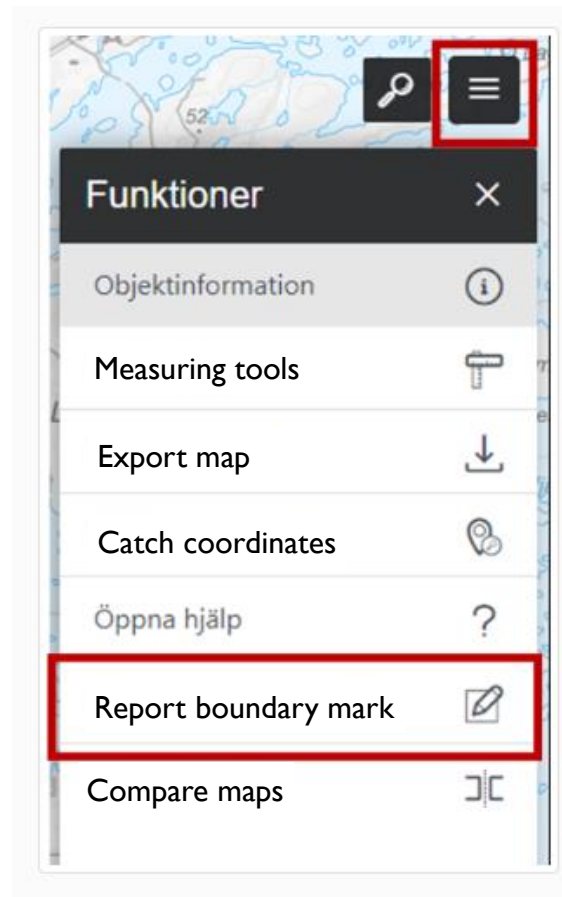 52
Funktioner
Objektinformation
Measuring tools
Export map
Catch coordinates
Öppna hjälp
Report boundary mark
Compare maps